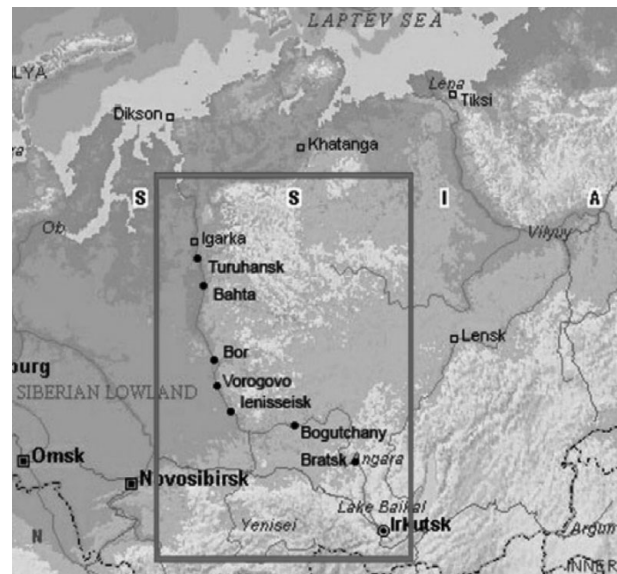 LAPTEV SEA
ILYA
Lena
Tiksi
Dikson
Khatanga
S S I A
Ob
Vilyuy
Igarka
Turuhansk
Bahta
Lensk
Bor
burg
SIBERIAN LOWLAND
Vorogovo
Ienisseisk
Bogutchany
Omsk
Bratsk
Angara
Novosibirsk
Lake Baikal
Yenisei
Irkutsk
Argun
N
INNER